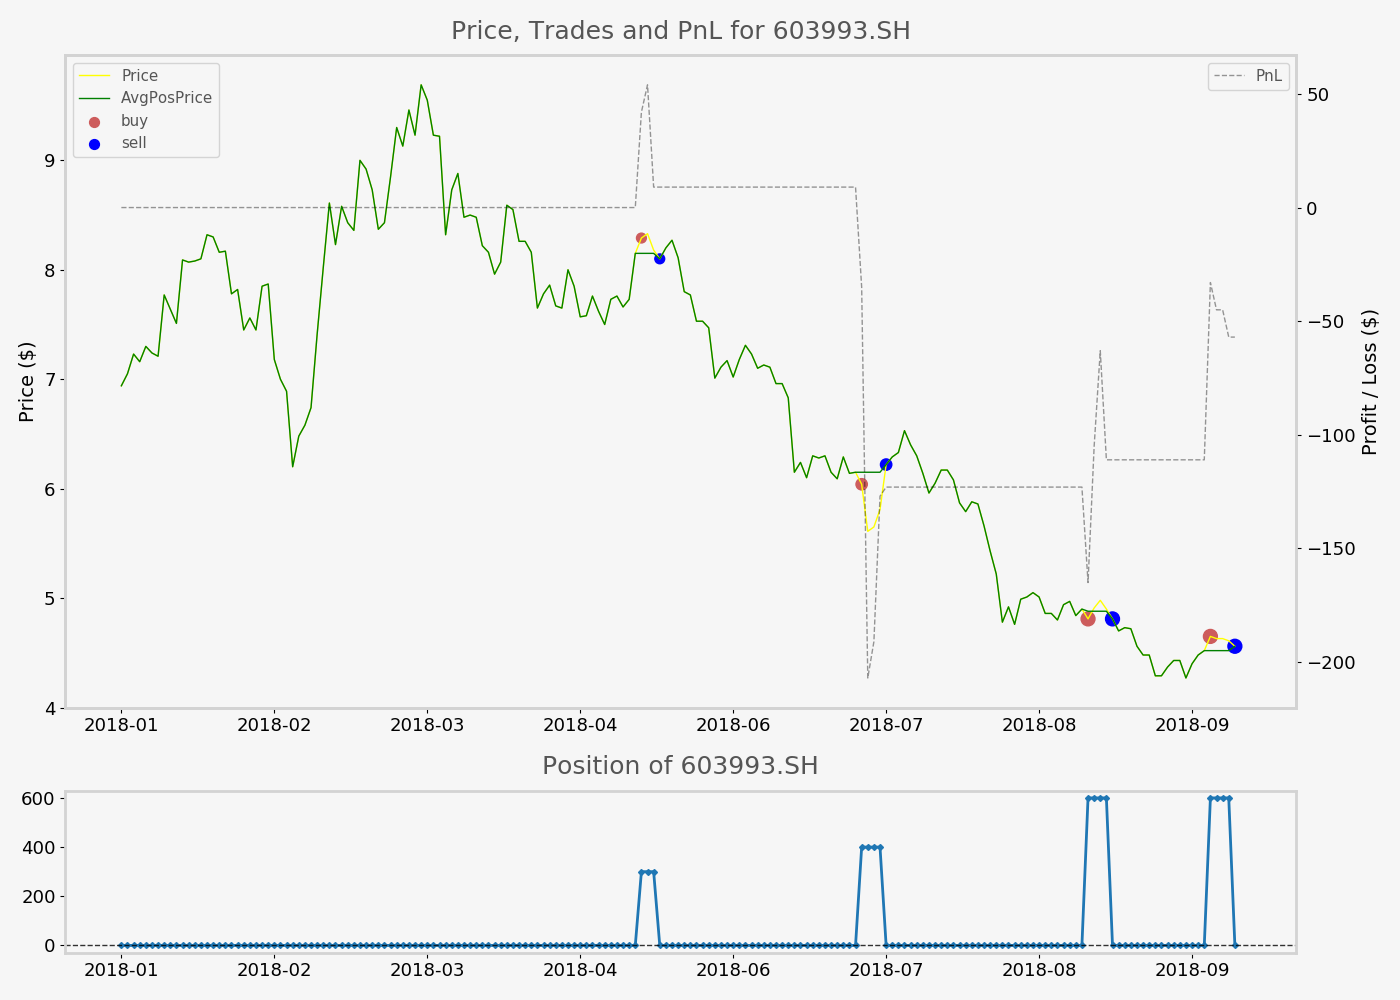 Price, Trades and PnL for 603993.SH
Price
AvgPosPrice
buy
sell
PnL
Price ($)
9
8
7
6
5
4
Profit / Loss ($)
50
0
−50
−100
−150
−200
2018-01 2018-02 2018-03 2018-04 2018-06 2018-07 2018-08 2018-09
Position of 603993.SH
600
400
200
0
2018-01 2018-02 2018-03 2018-04 2018-06 2018-07 2018-08 2018-09